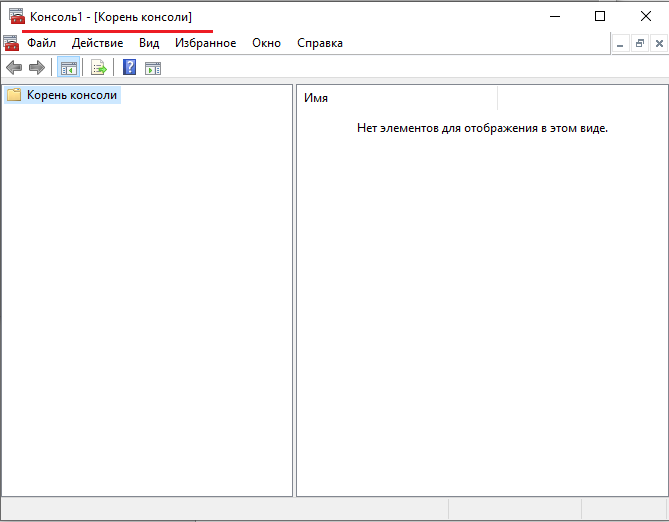 Консоль1 - [Корень консоли]
Файл Действие Вид Избранное Окно Справка
Корень консоли
Имя
Нет элементов для отображения в этом виде.